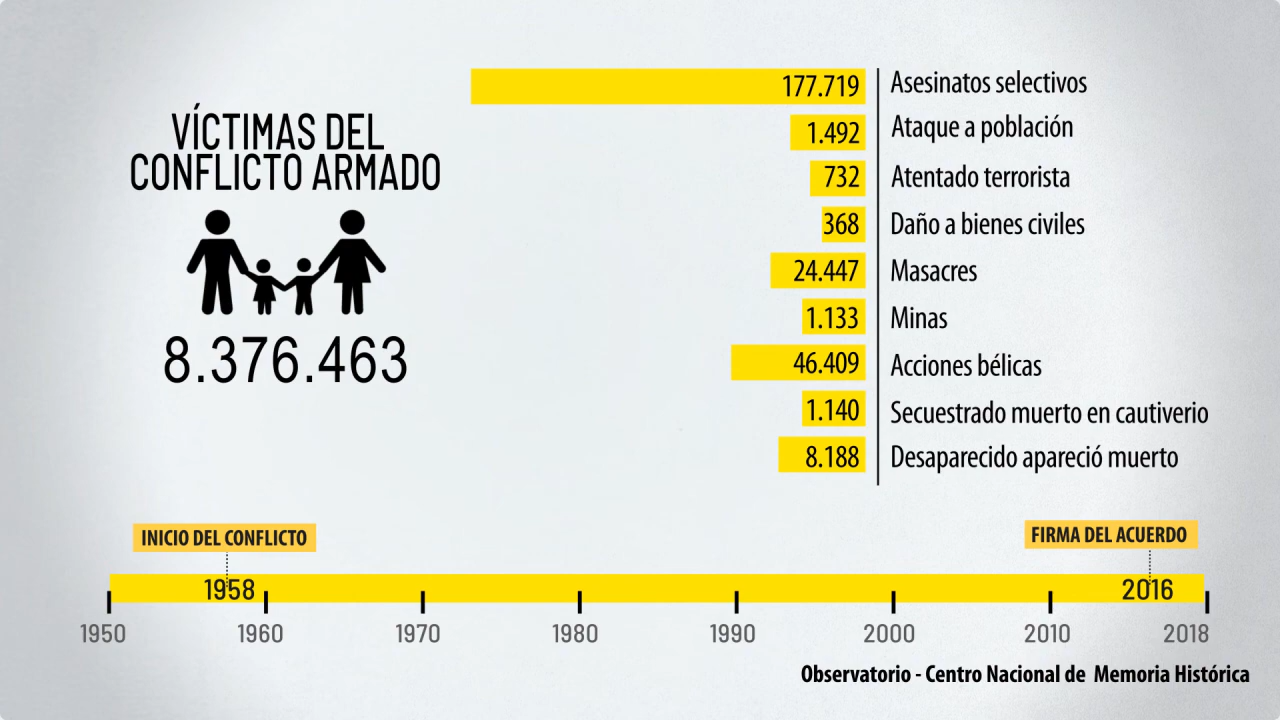 VÍCTIMAS DEL
CONFLICTO ARMADO
8.376.463
177.719 Asesinatos selectivos
1.492 Ataque a población
732 Atentado terrorista
368 Daño a bienes civiles
24.447 Masacres
1.133 Minas
46.409 Acciones bélicas
1.140 Secuestrado muerto en cautiverio
8.188 Desaparecido apareció muerto
INICIO DEL CONFLICTO
FIRMA DEL ACUERDO
1958
2016
1950 1960 1970 1980 1990 2000 2010 2018
Observatorio - Centro Nacional de Memoria Histórica